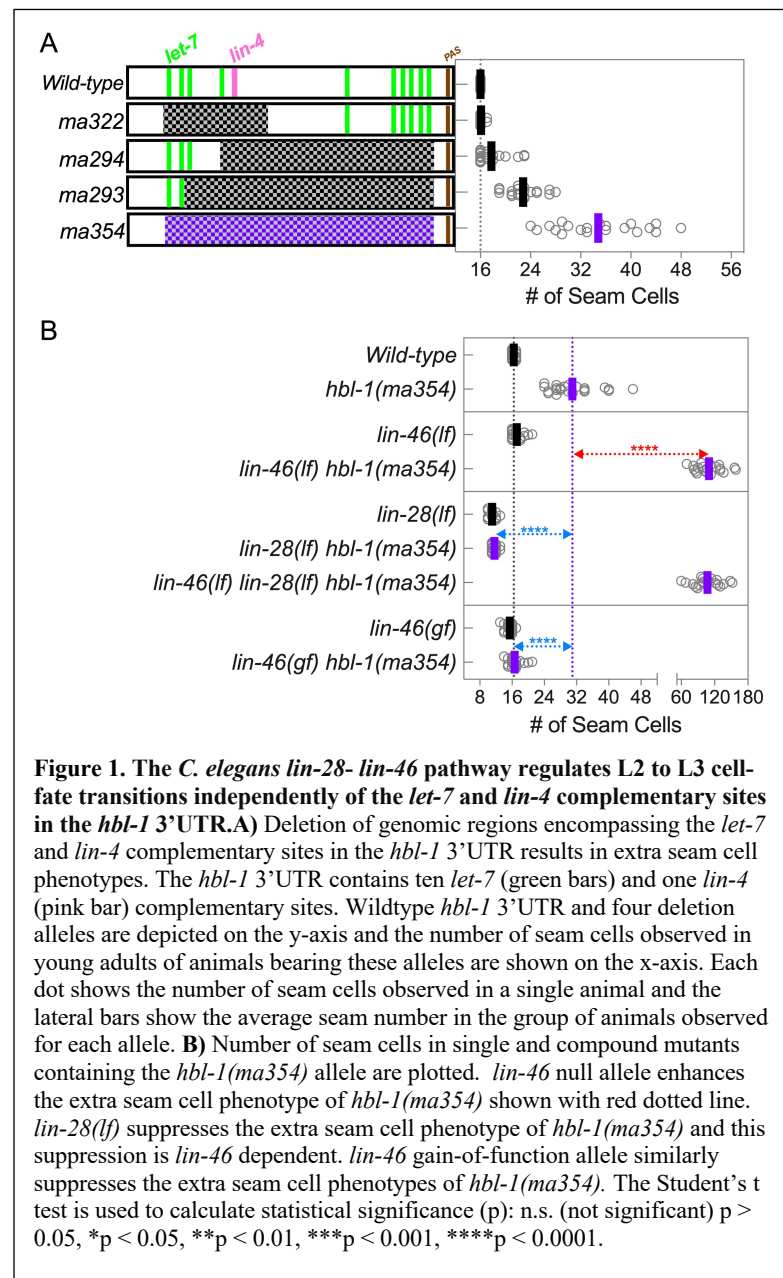 A
let-7
lin-4
PAS
Wild-type
ma322
ma294
ma293
ma354
16 24 32 40 48 56
# of Seam Cells
B
Wild-type
hbl-1(ma354)
lin-46(lf)
****
lin-46(lf) hbl-1(ma354)
lin-28(lf)
****
lin-28(lf) hbl-1(ma354)
lin-46(lf) lin-28(lf) hbl-1(ma354)
lin-46(gf)
****
lin-46(gf) hbl-1(ma354)
8 16 24 32 40 48 60 120 180
# of Seam Cells
Figure 1. The C. elegans lin-28- lin-46 pathway regulates L2 to L3 cell-
fate transitions independently of the let-7 and lin-4 complementary sites
in the hbl-1 3’UTR.A) Deletion of genomic regions encompassing the let-7
and lin-4 complementary sites in the hbl-1 3’UTR results in extra seam cell
phenotypes. The hbl-1 3’UTR contains ten let-7 (green bars) and one lin-4
(pink bar) complementary sites. Wildtype hbl-1 3’UTR and four deletion
alleles are depicted on the y-axis and the number of seam cells observed in
young adults of animals bearing these alleles are shown on the x-axis. Each
dot shows the number of seam cells observed in a single animal and the
lateral bars show the average seam number in the group of animals observed
for each allele. B) Number of seam cells in single and compound mutants
containing the hbl-1(ma354) allele are plotted. lin-46 null allele enhances
the extra seam cell phenotype of hbl-1(ma354) shown with red dotted line.
lin-28(lf) suppresses the extra seam cell phenotype of hbl-1(ma354) and this
suppression is lin-46 dependent. lin-46 gain-of-function allele similarly
suppresses the extra seam cell phenotypes of hbl-1(ma354). The Student’s t
test is used to calculate statistical significance (p): n.s. (not significant) p >
0.05, *p < 0.05, **p < 0.01, ***p < 0.001, ****p < 0.0001.